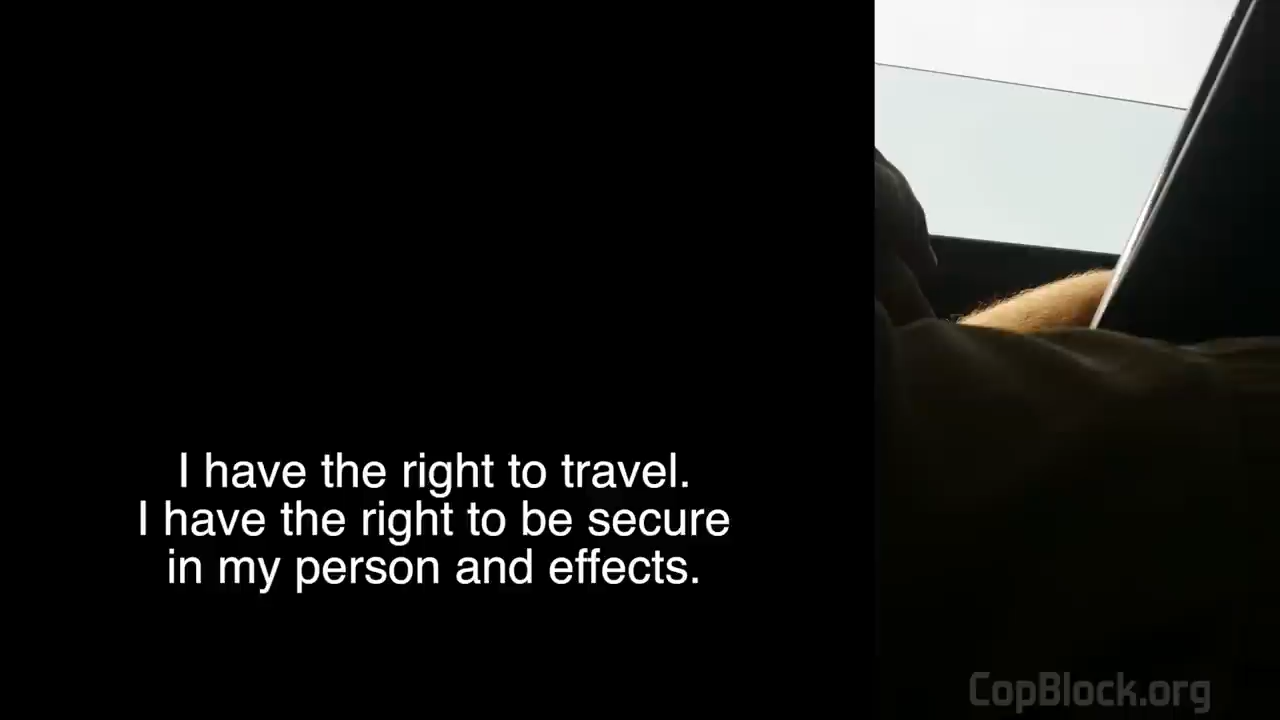 I have the right to travel.
I have the right to be secure
in my person and effects.
CopBlock.org